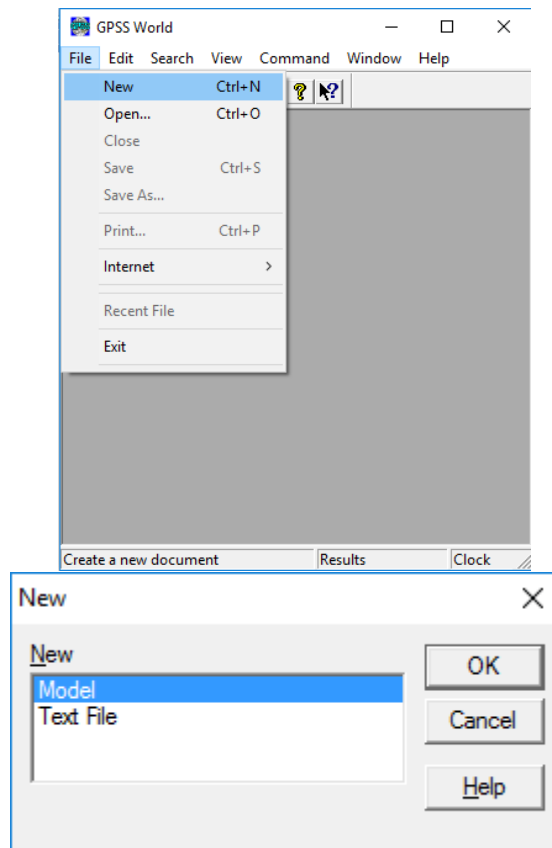 GPSS World
File Edit Search View Command Window Help
New Ctrl+N
Open... Ctrl+O
Close
Save Ctrl+S
Save As...
Print... Ctrl+P
Internet
Recent File
Exit
Create a new document Results Clock
New
New
Model
Text File
OK
Cancel
Help